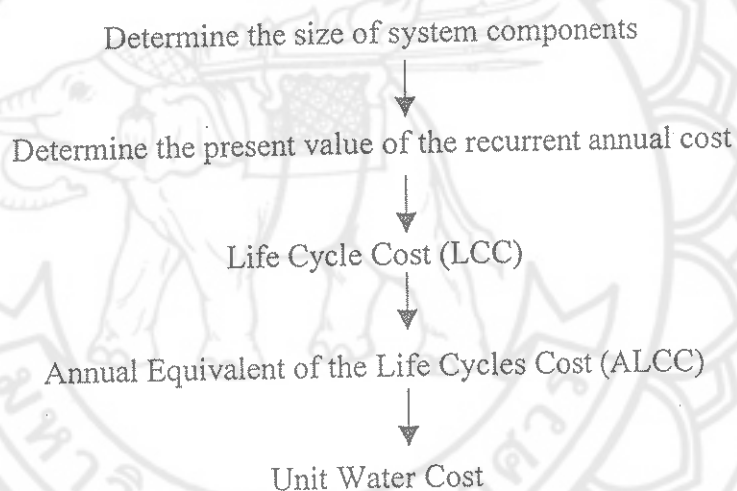 Determine the size of system components
Determine the present value of the recurrent annual cost
Life Cycle Cost (LCC)
Annual Equivalent of the Life Cycles Cost (ALCC)
Unit Water Cost